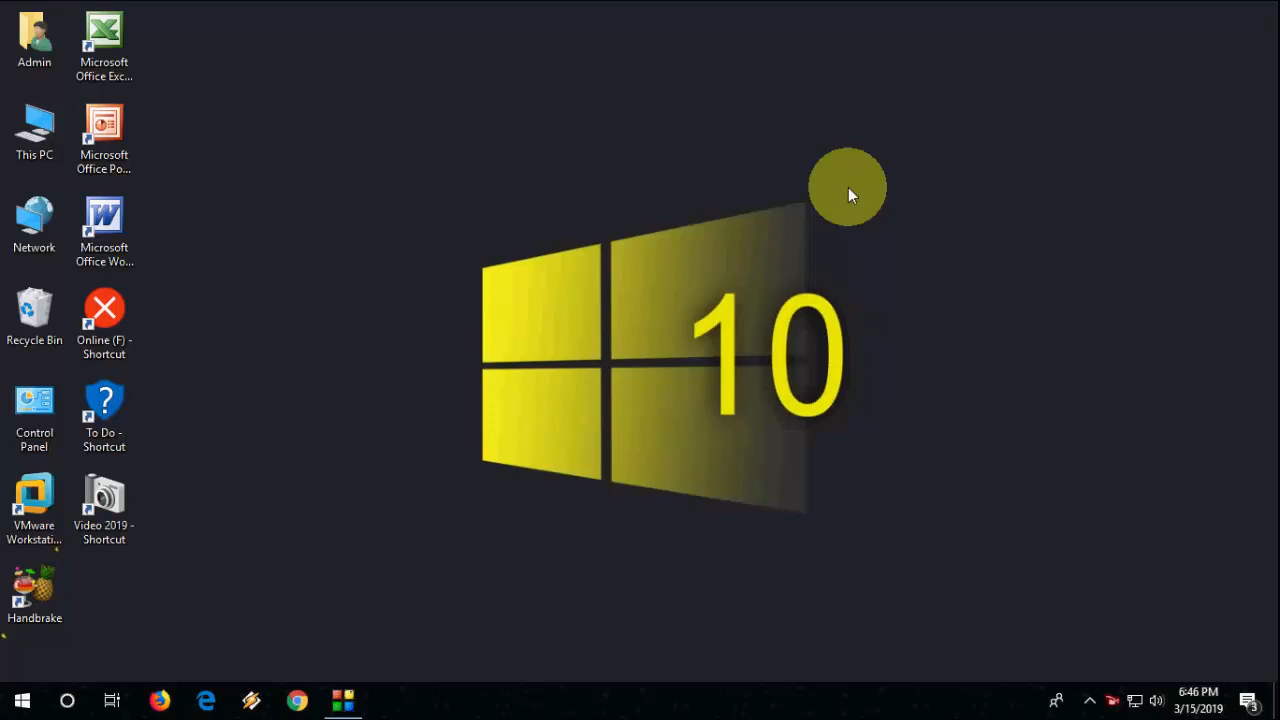 Admin
Microsoft
Office Exc...
This PC
Microsoft
Office Po...
Network
Microsoft
Office Wo...
Recycle Bin
Online (F) -
Shortcut
Control
Panel
To Do -
Shortcut
VMware
Workstati...
Video 2019 -
Shortcut
Handbrake
10
6:46 PM
3/15/2019
3